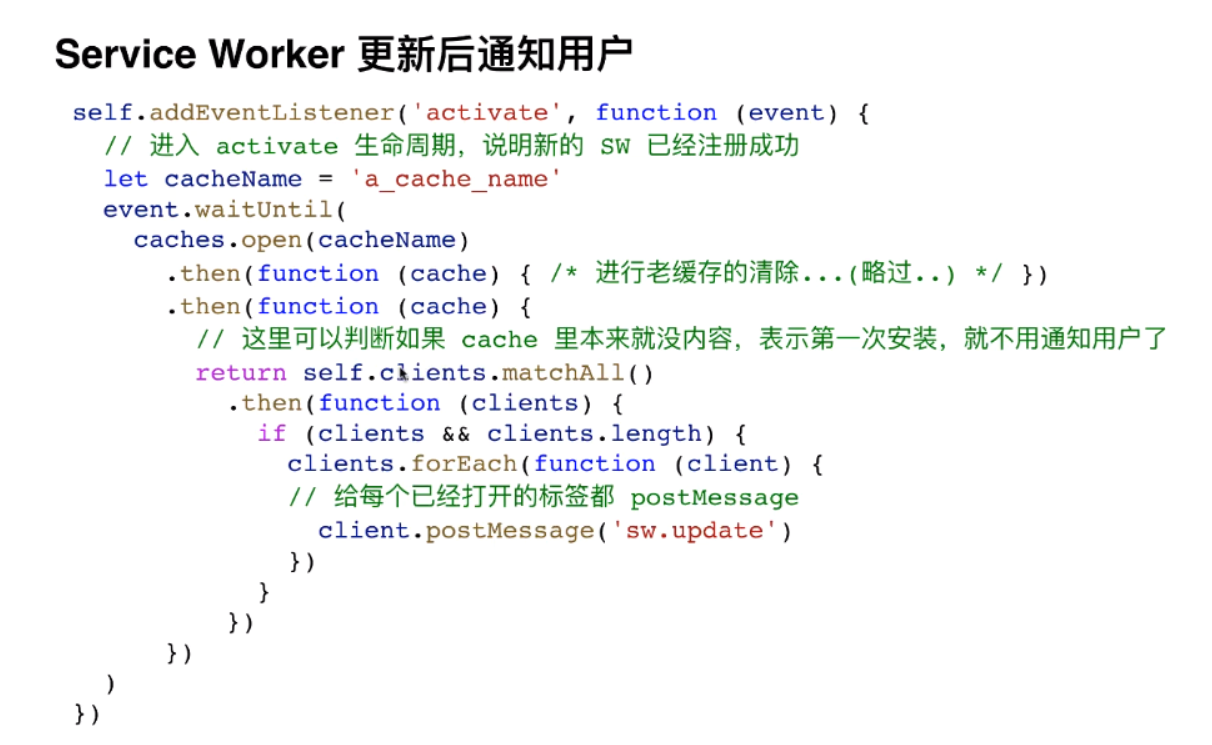 Service Worker 更新后通知用户
self.addEventListener('activate', function (event) {
// 进入 activate 生命周期，说明新的 SW 已经注册成功
let cacheName = 'a_cache_name'
event.waitUntil(
caches.open(cacheName)
.then(function (cache) { /* 进行老缓存的清除...(略过..) */ })
.then(function (cache) {
// 这里可以判断如果 cache 里本来就没内容，表示第一次安装，就不用通知用户了
return self.clients.matchAll()
.then(function (clients) {
if (clients && clients.length) {
clients.forEach(function (client) {
// 给每个已经打开的标签都 postMessage
client.postMessage('sw.update')
})
}
})
})
)
})